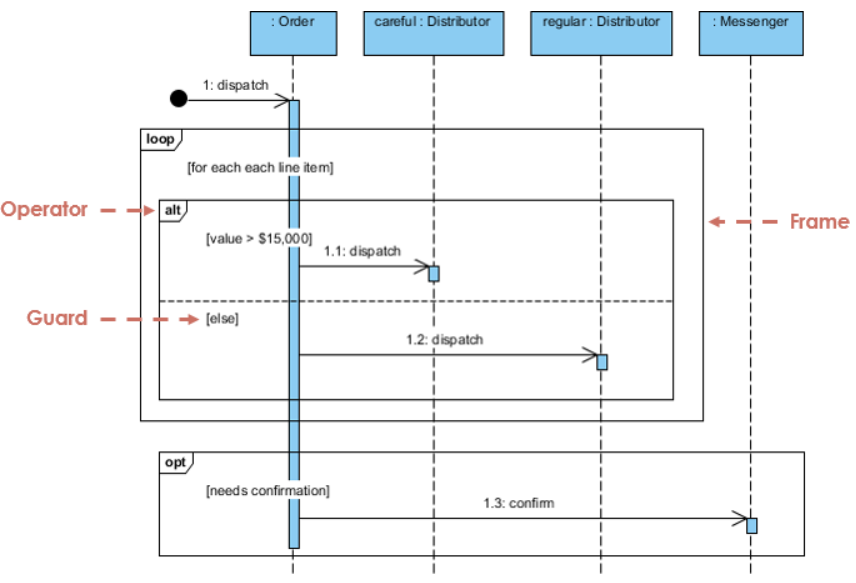 : Order
careful : Distributor
regular : Distributor
: Messenger
1: dispatch
loop
[for each each line item]
Operator
alt
Frame
[value > $15,000]
1.1: dispatch
Guard
[else]
1.2: dispatch
opt
[needs confirmation]
1.3: confirm